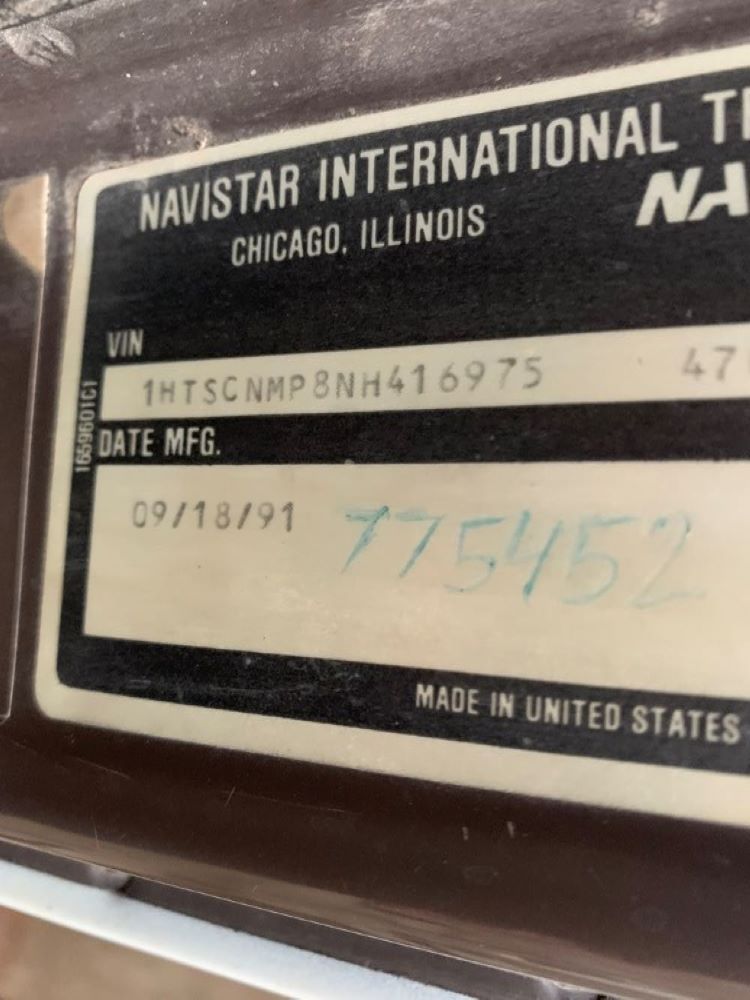 NAVISTAR INTERNATIONAL T
NA
CHICAGO, ILLINOIS
VIN
1HTSCNMP8NH416975 47
1659601C1
DATE MFG.
09/18/91 775452
MADE IN UNITED STATES